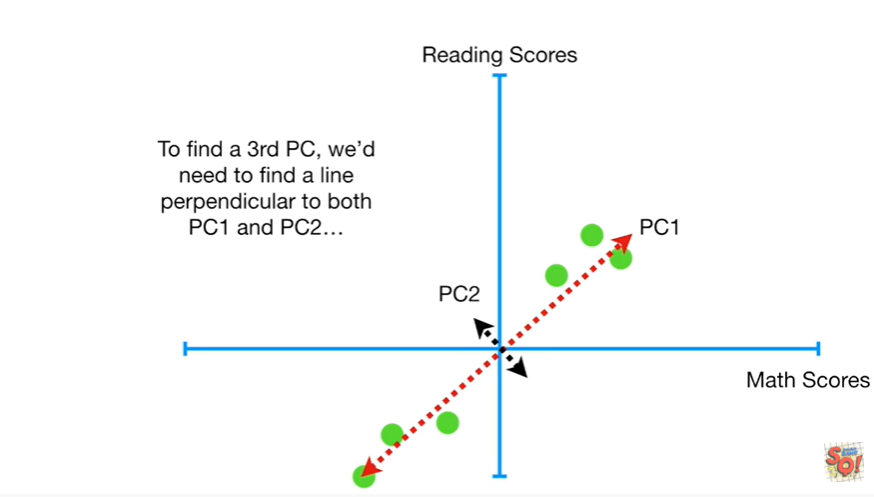 Reading Scores
To find a 3rd PC, we’d
need to find a line
perpendicular to both
PC1 and PC2…
PC1
PC2
Math Scores
SO!